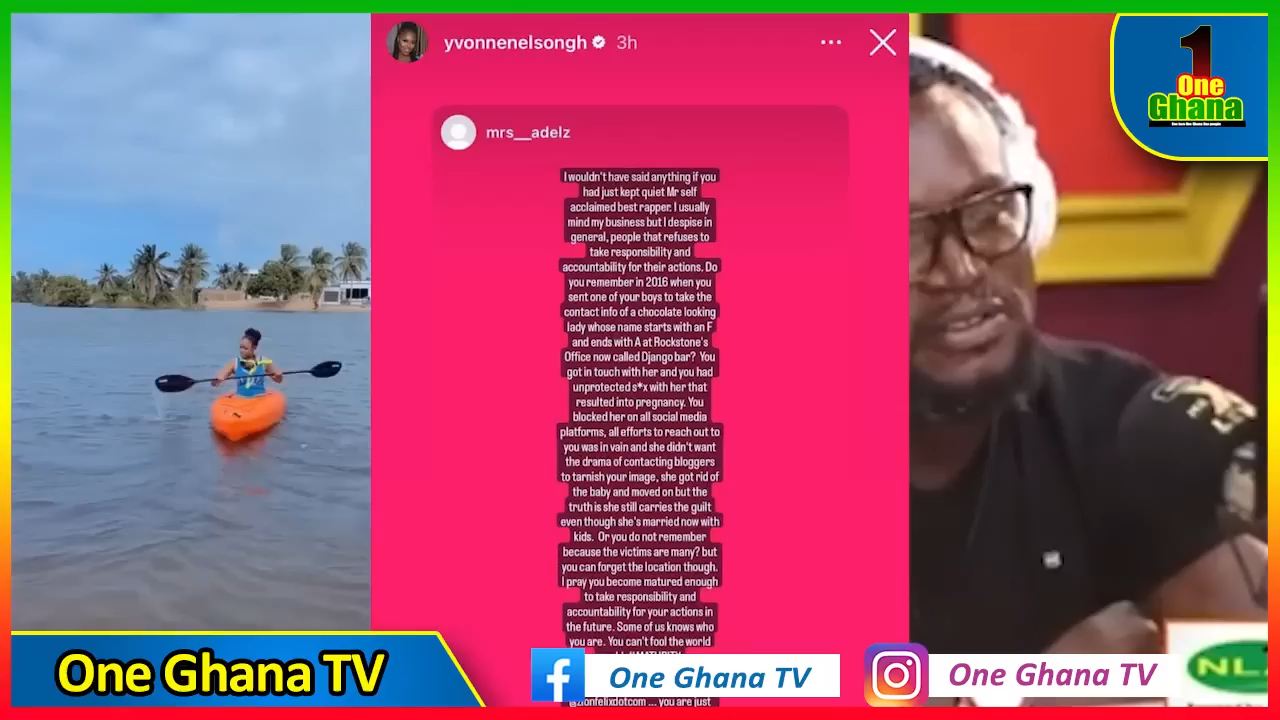 yvonnenelsongh 3h
mrs__adelz
I wouldn't have said anything if you
had just kept quiet Mr self
acclaimed best rapper. I usually
mind my business but I despise in
general, people that refuses to
take responsibility and
accountability for their actions. Do
you remember in 2016 when you
sent one of your boys to take the
contact info of a chocolate looking
lady whose name starts with an F
and ends with A at Rockstone's
Office now called Django bar? You
got in touch with her and you had
unprotected s*x with her that
resulted into pregnancy. You
blocked her on all social media
platforms, all efforts to reach out to
you was in vain and she didn't want
the drama of contacting bloggers
to tarnish your image, she got rid of
the baby and moved on but the
truth is she still carries the guilt
even though she's married now with
kids. Or you do not remember
because the victims are many? but
you can forget the location though.
I pray you become matured enough
to take responsibility and
accountability for your actions in
the future. Some of us knows who
you are. You can't fool the world
@zionfelixdotcom ... you are just
1
One
Ghana
One Ghana TV
One Ghana TV
One Ghana TV